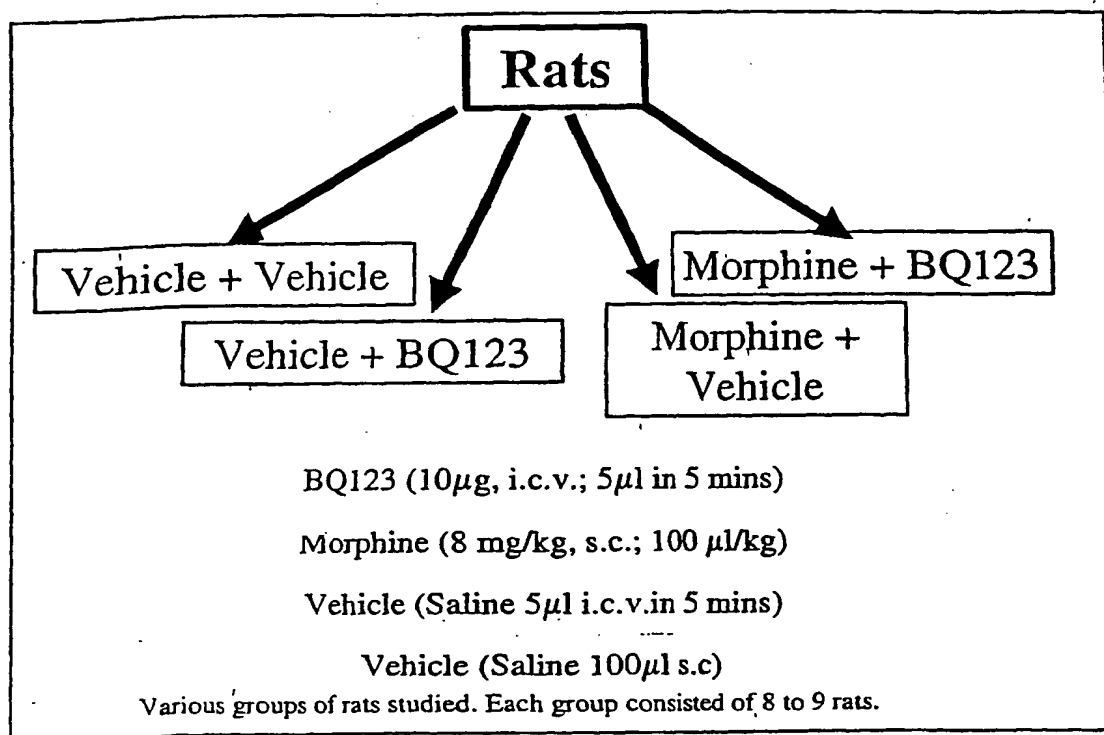 Rats
Vehicle + Vehicle
Vehicle + BQ123
Morphine +
Vehicle
Morphine + BQ123
BQ123 (10µg, i.c.v.; 5µl in 5 mins)
Morphine (8 mg/kg, s.c.; 100 µl/kg)
Vehicle (Saline 5µl i.c.v.in 5 mins)
Vehicle (Saline 100µl s.c)
Various groups of rats studied. Each group consisted of 8 to 9 rats.